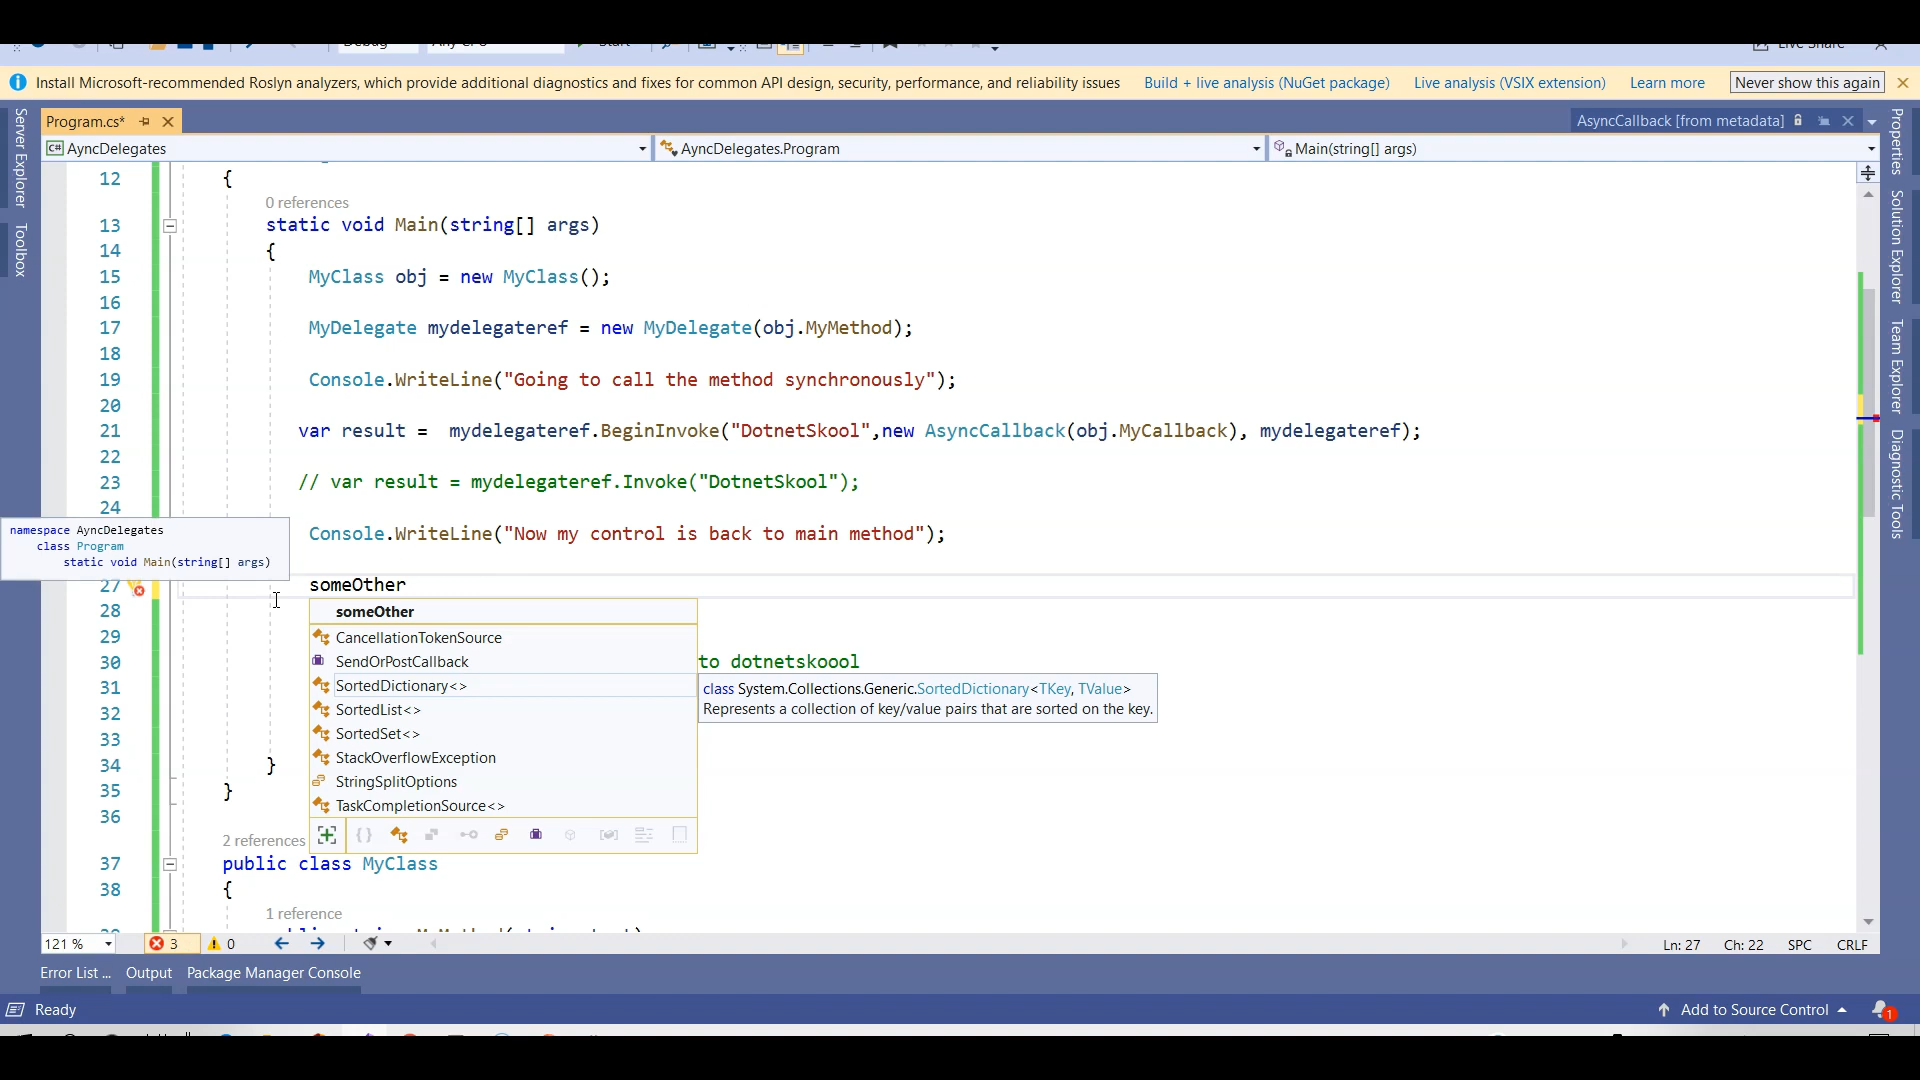 Live Share
Install Microsoft-recommended Roslyn analyzers, which provide additional diagnostics and fixes for common API design, security, performance, and reliability issues Build + live analysis (NuGet package) Live analysis (VSIX extension) Learn more Never show this again
Server Explorer
Toolbox
Program.cs*
AsyncCallback [from metadata]
AyncDelegates
AyncDelegates.Program
Main(string[] args)
Properties
Solution Explorer
Team Explorer
Diagnostic Tools
12 {
0 references
13 static void Main(string[] args)
14 {
15 MyClass obj = new MyClass();
16
17 MyDelegate mydelegateref = new MyDelegate(obj.MyMethod);
18
19 Console.WriteLine("Going to call the method synchronously");
20
21 var result =  mydelegateref.BeginInvoke("DotnetSkool",new AsyncCallback(obj.MyCallback), mydelegateref);
22
23 // var result = mydelegateref.Invoke("DotnetSkool");
24
Console.WriteLine("Now my control is back to main method");
namespace AyncDelegates
class Program
static void Main(string[] args)
27 someOther
28 someOther
29 CancellationTokenSource
30 SendOrPostCallback to dotnetskoool
31 SortedDictionary<>
class System.Collections.Generic.SortedDictionary<TKey, TValue>
Represents a collection of key/value pairs that are sorted on the key.
32 SortedList<>
33 SortedSet<>
34 } StackOverflowException
35 } StringSplitOptions
36 TaskCompletionSource<>
2 references
37 public class MyClass
38 {
1 reference
121 % 3 0 Ln: 27 Ch: 22 SPC CRLF
Error List ... Output Package Manager Console
Ready Add to Source Control 1